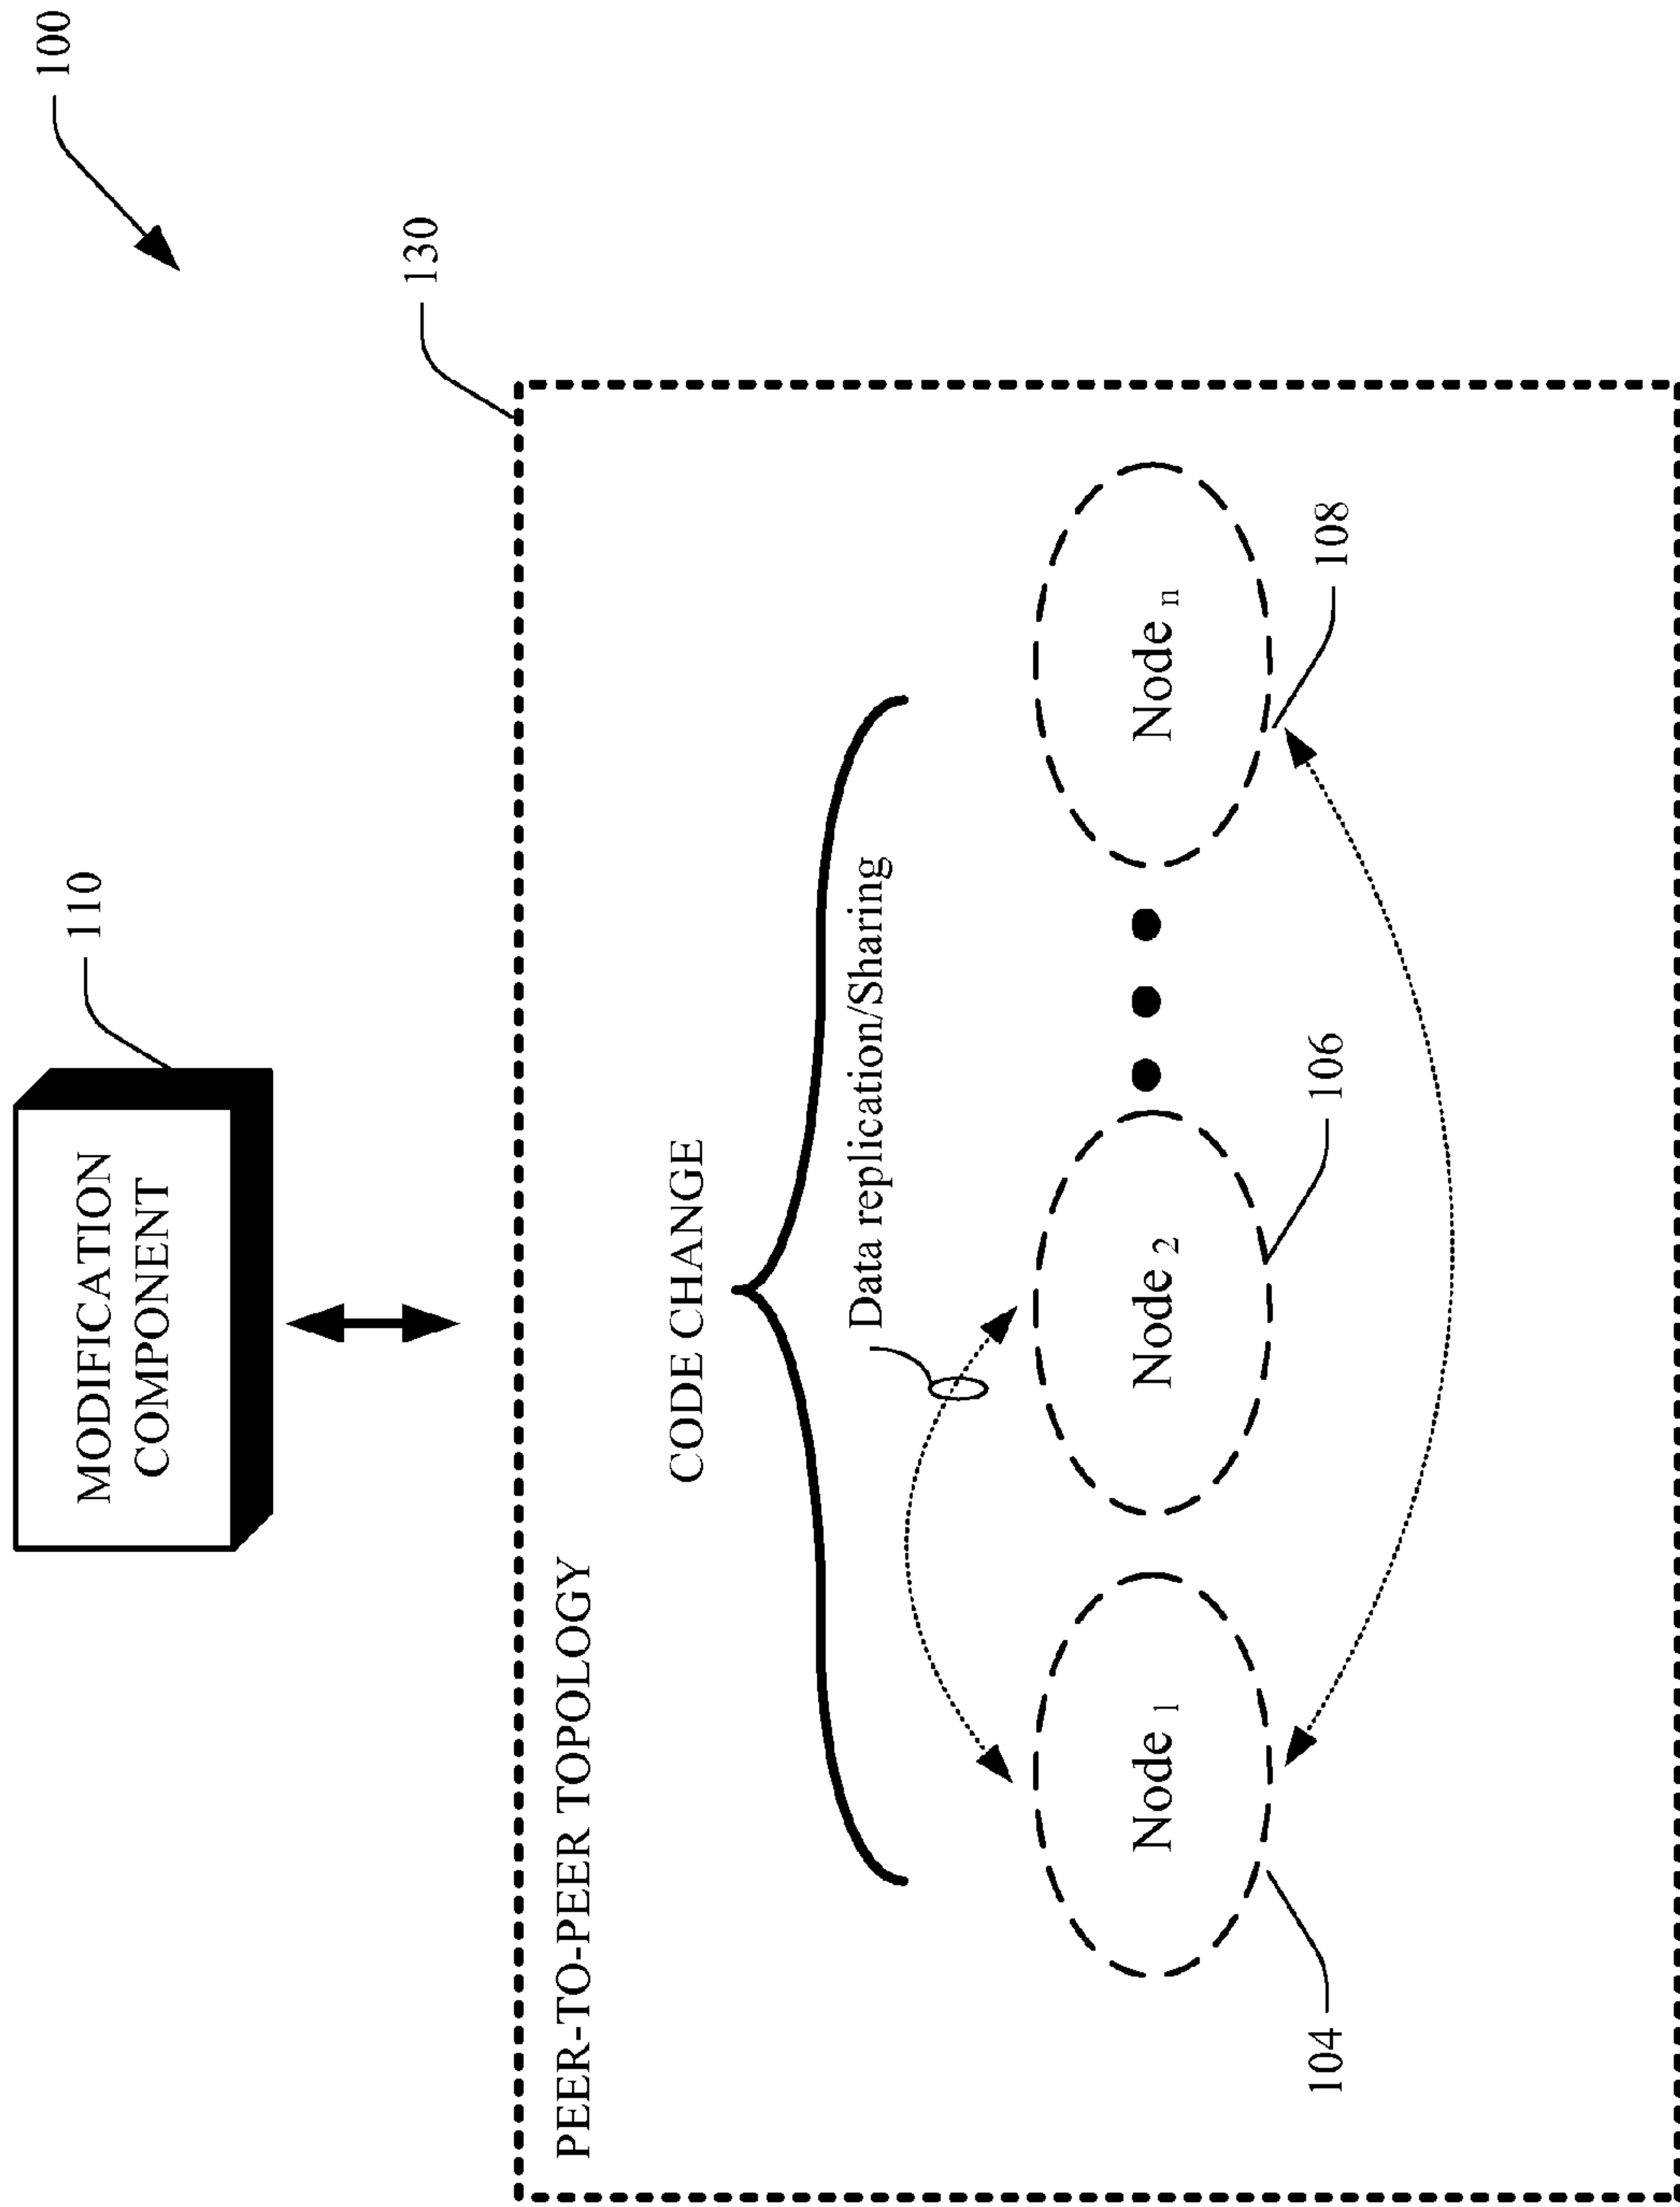 100
110
MODIFICATION
COMPONENT
130
PEER-TO-PEER TOPOLOGY
CODE CHANGE
Data replication/Sharing
Node 1
Node 2
Node n
104
106
108